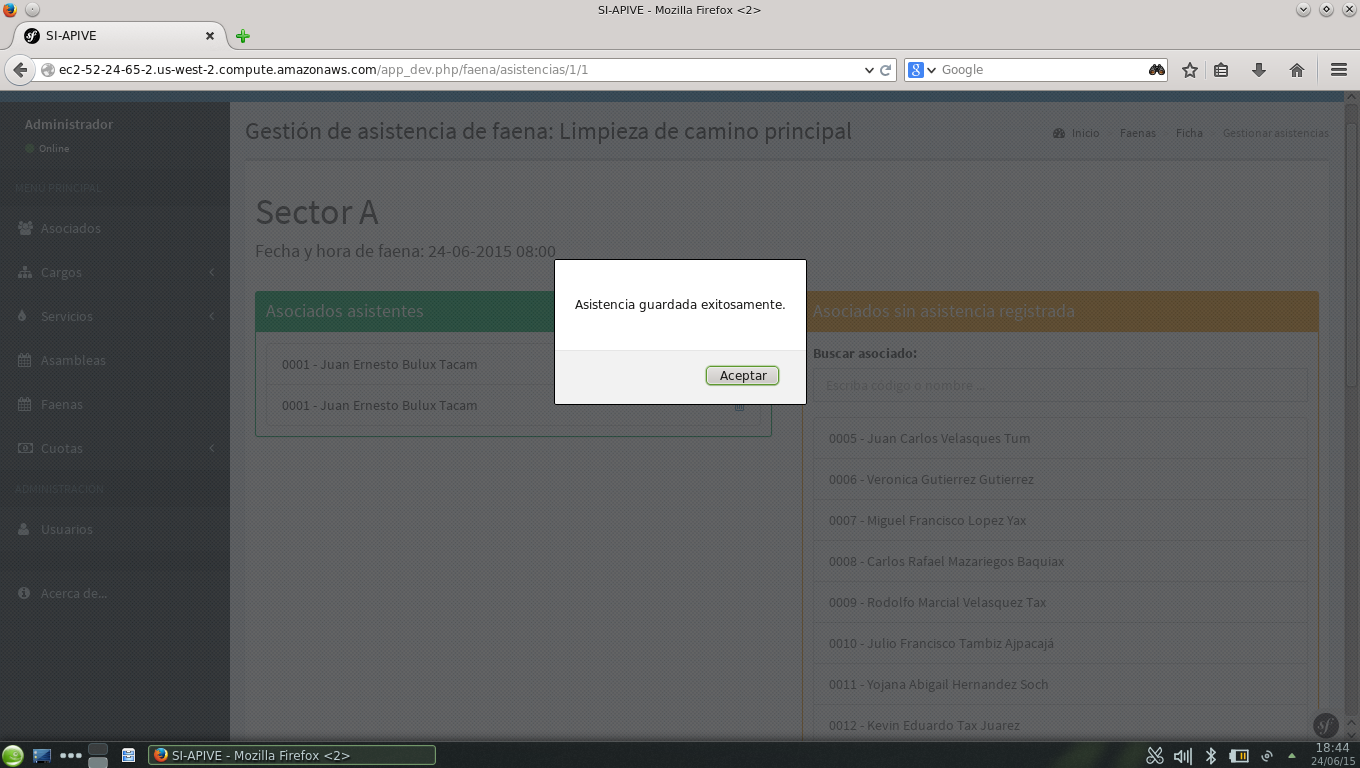 SI-APIVE - Mozilla Firefox <2>
SI-APIVE
ec2-52-24-65-2.us-west-2.compute.amazonaws.com/app_dev.php/faena/asistencias/1/1
Google
Administrador
Online
Gestión de asistencia de faena: Limpieza de camino principal
Inicio
Faenas
Ficha
Gestionar asistencias
MENÚ PRINCIPAL
Asociados
Cargos
Servicios
Asambleas
Faenas
Cuotas
ADMINISTRACIÓN
Usuarios
Acerca de...
Sector A
Fecha y hora de faena: 24-06-2015 08:00
Asociados asistentes
0001 - Juan Ernesto Bulux Tacam
0001 - Juan Ernesto Bulux Tacam
Asistencia guardada exitosamente.
Aceptar
Asociados sin asistencia registrada
Buscar asociado:
Escriba código o nombre ...
0005 - Juan Carlos Velasques Tum
0006 - Veronica Gutierrez Gutierrez
0007 - Miguel Francisco Lopez Yax
0008 - Carlos Rafael Mazariegos Baquiax
0009 - Rodolfo Marcial Velasquez Tax
0010 - Julio Francisco Tambiz Ajpacajá
0011 - Yojana Abigail Hernandez Soch
0012 - Kevin Eduardo Tax Juarez
SI-APIVE - Mozilla Firefox <2>
18:44
24/06/15